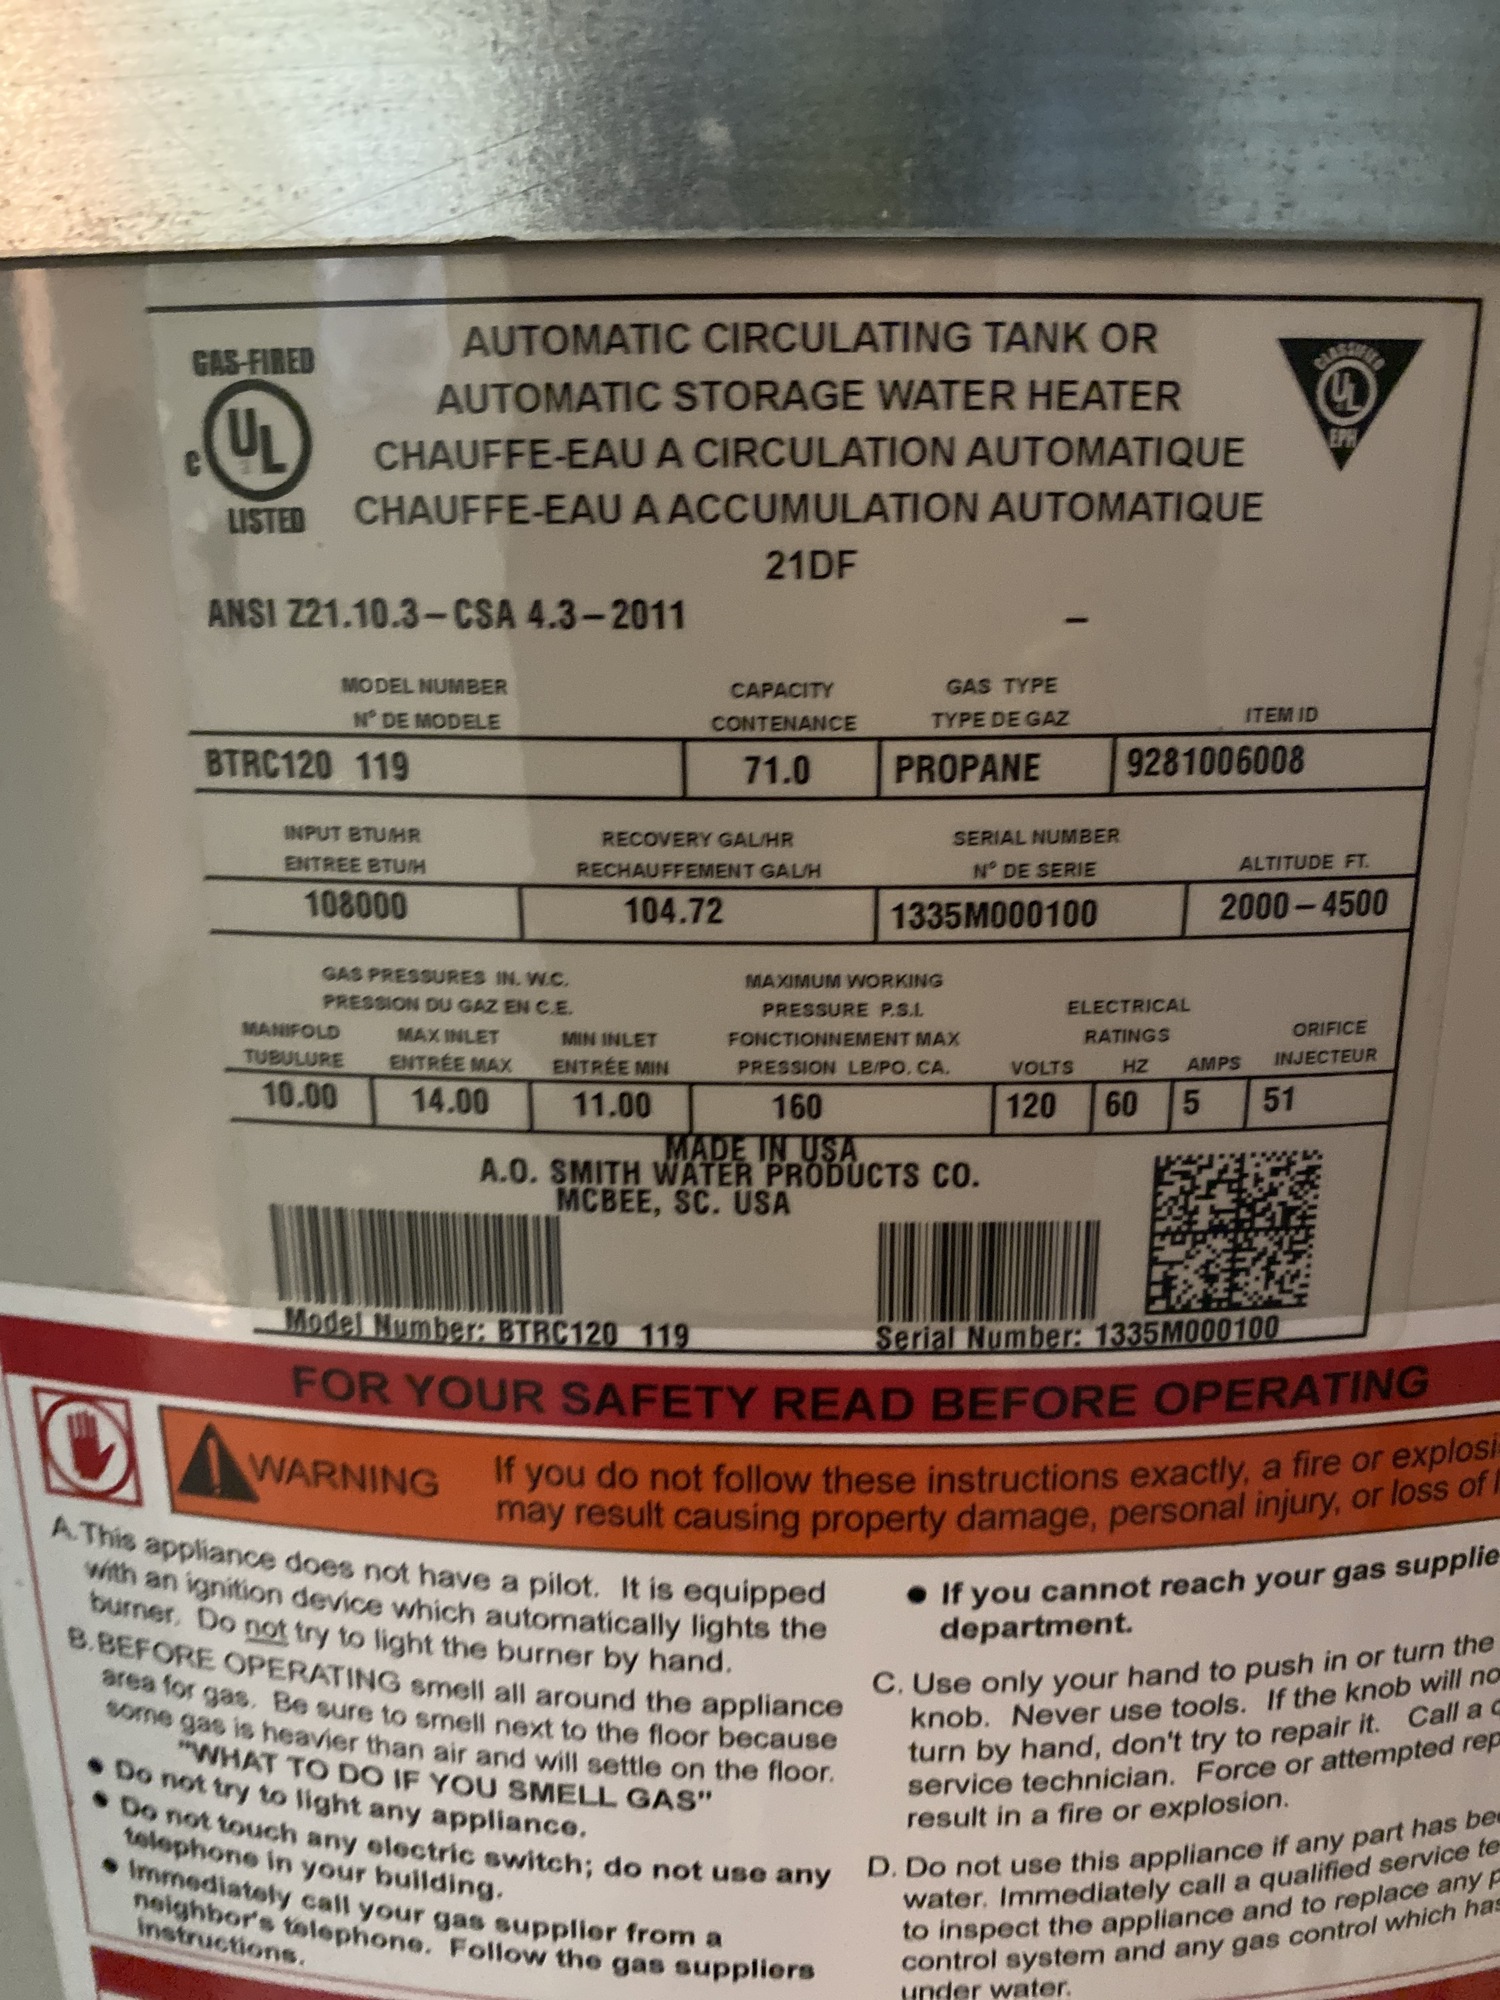 GAS-FIRED
C UL
LISTED
AUTOMATIC CIRCULATING TANK OR
AUTOMATIC STORAGE WATER HEATER
CHAUFFE-EAU A CIRCULATION AUTOMATIQUE
CHAUFFE-EAU A ACCUMULATION AUTOMATIQUE
21DF
CLASSIFIED
UL
EPH
ANSI Z21.10.3–CSA 4.3–2011 –
MODEL NUMBER CAPACITY GAS TYPE
N° DE MODELE CONTENANCE TYPE DE GAZ ITEM ID
BTRC120 119 71.0 PROPANE 9281006008
INPUT BTU/HR RECOVERY GAL/HR SERIAL NUMBER
ENTREE BTU/H RECHAUFFEMENT GAL/H N° DE SERIE ALTITUDE FT.
108000 104.72 1335M000100 2000–4500
GAS PRESSURES IN. W.C. MAXIMUM WORKING
PRESSION DU GAZ EN C.E. PRESSURE P.S.I. ELECTRICAL
MANIFOLD MAX INLET MIN INLET FONCTIONNEMENT MAX RATINGS ORIFICE
TUBULURE ENTRÉE MAX ENTRÉE MIN PRESSION LB/PO. CA. VOLTS HZ AMPS INJECTEUR
10.00 14.00 11.00 160 120 60 5 51
MADE IN USA
A.O. SMITH WATER PRODUCTS CO.
MCBEE, SC. USA
Model Number: BTRC120 119 Serial Number: 1335M000100
FOR YOUR SAFETY READ BEFORE OPERATING
WARNING
If you do not follow these instructions exactly, a fire or explosi
may result causing property damage, personal injury, or loss of l
A. This appliance does not have a pilot. It is equipped
with an ignition device which automatically lights the
burner. Do not try to light the burner by hand.
B. BEFORE OPERATING smell all around the appliance
area for gas. Be sure to smell next to the floor because
some gas is heavier than air and will settle on the floor.
"WHAT TO DO IF YOU SMELL GAS"
• Do not try to light any appliance.
• Do not touch any electric switch; do not use any
telephone in your building.
• Immediately call your gas supplier from a
neighbor's telephone. Follow the gas suppliers
instructions.
• If you cannot reach your gas supplie
department.
C. Use only your hand to push in or turn the
knob. Never use tools. If the knob will no
turn by hand, don't try to repair it. Call a
service technician. Force or attempted rep
result in a fire or explosion.
D. Do not use this appliance if any part has bee
water. Immediately call a qualified service te
to inspect the appliance and to replace any p
control system and any gas control which has
under water.